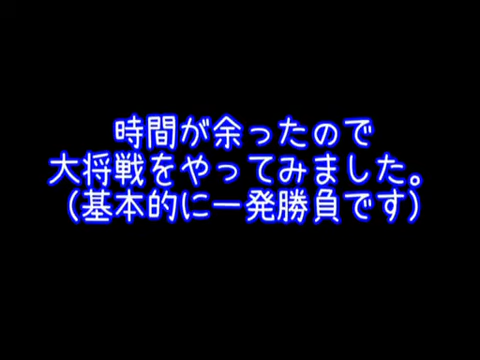 時間が余ったので
大将戦をやってみました。
（基本的に一発勝負です）